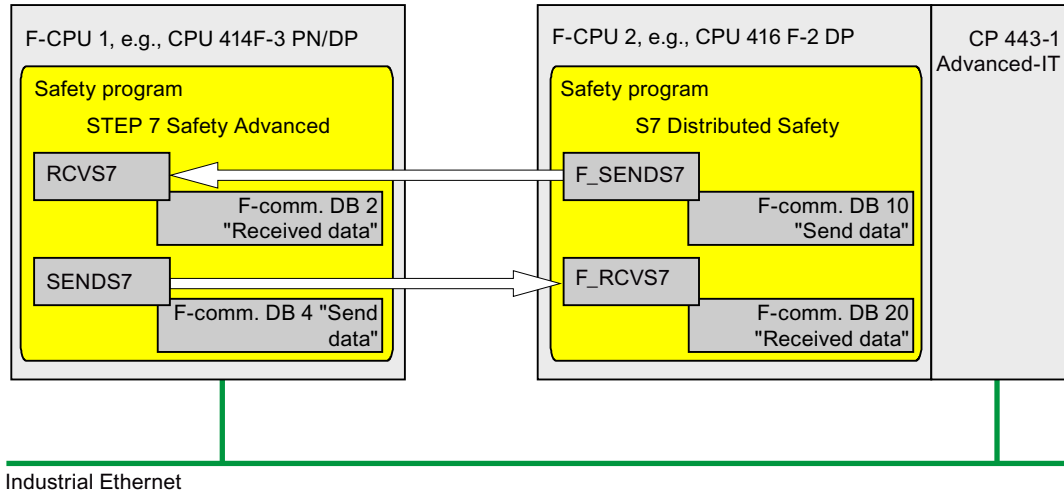 F-CPU 1, e.g., CPU 414F-3 PN/DP
Safety program
STEP 7 Safety Advanced
RCVS7
F-comm. DB 2
"Received data"
SENDS7
F-comm. DB 4 "Send
data"
F-CPU 2, e.g., CPU 416 F-2 DP
Safety program
S7 Distributed Safety
F_SENDS7
F-comm. DB 10
"Send data"
F_RCVS7
F-comm. DB 20
"Received data"
CP 443-1
Advanced-IT
Industrial Ethernet